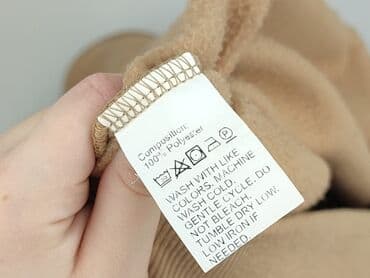 Composition:
100% Polyester
WASH WITH LIKE
COLORS, MACHINE
WASH COLD.
GENTLE CYCLE. DO
NOT BLEACH.
TUMBLE DRY LOW.
LOW IRON IF
NEEDED.